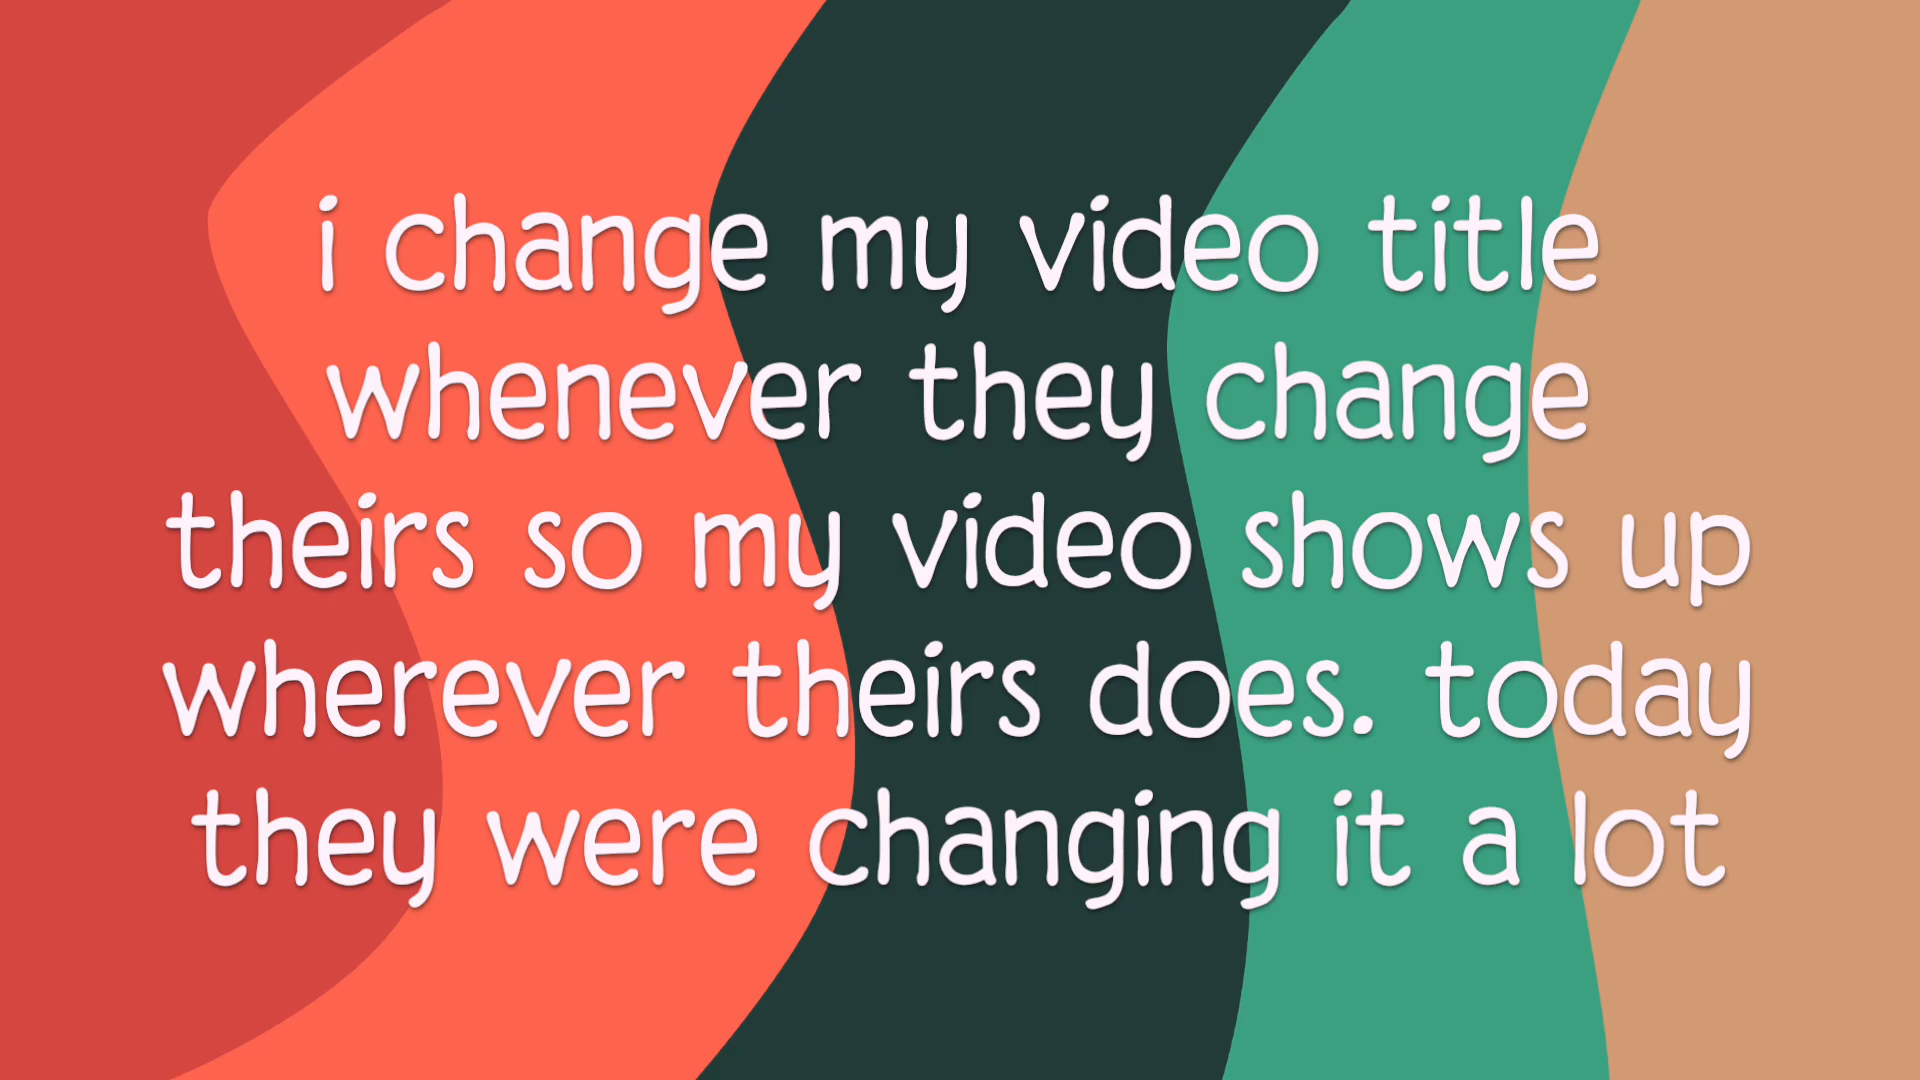 i change my video title
whenever they change
theirs so my video shows up
wherever theirs does. today
they were changing it a lot